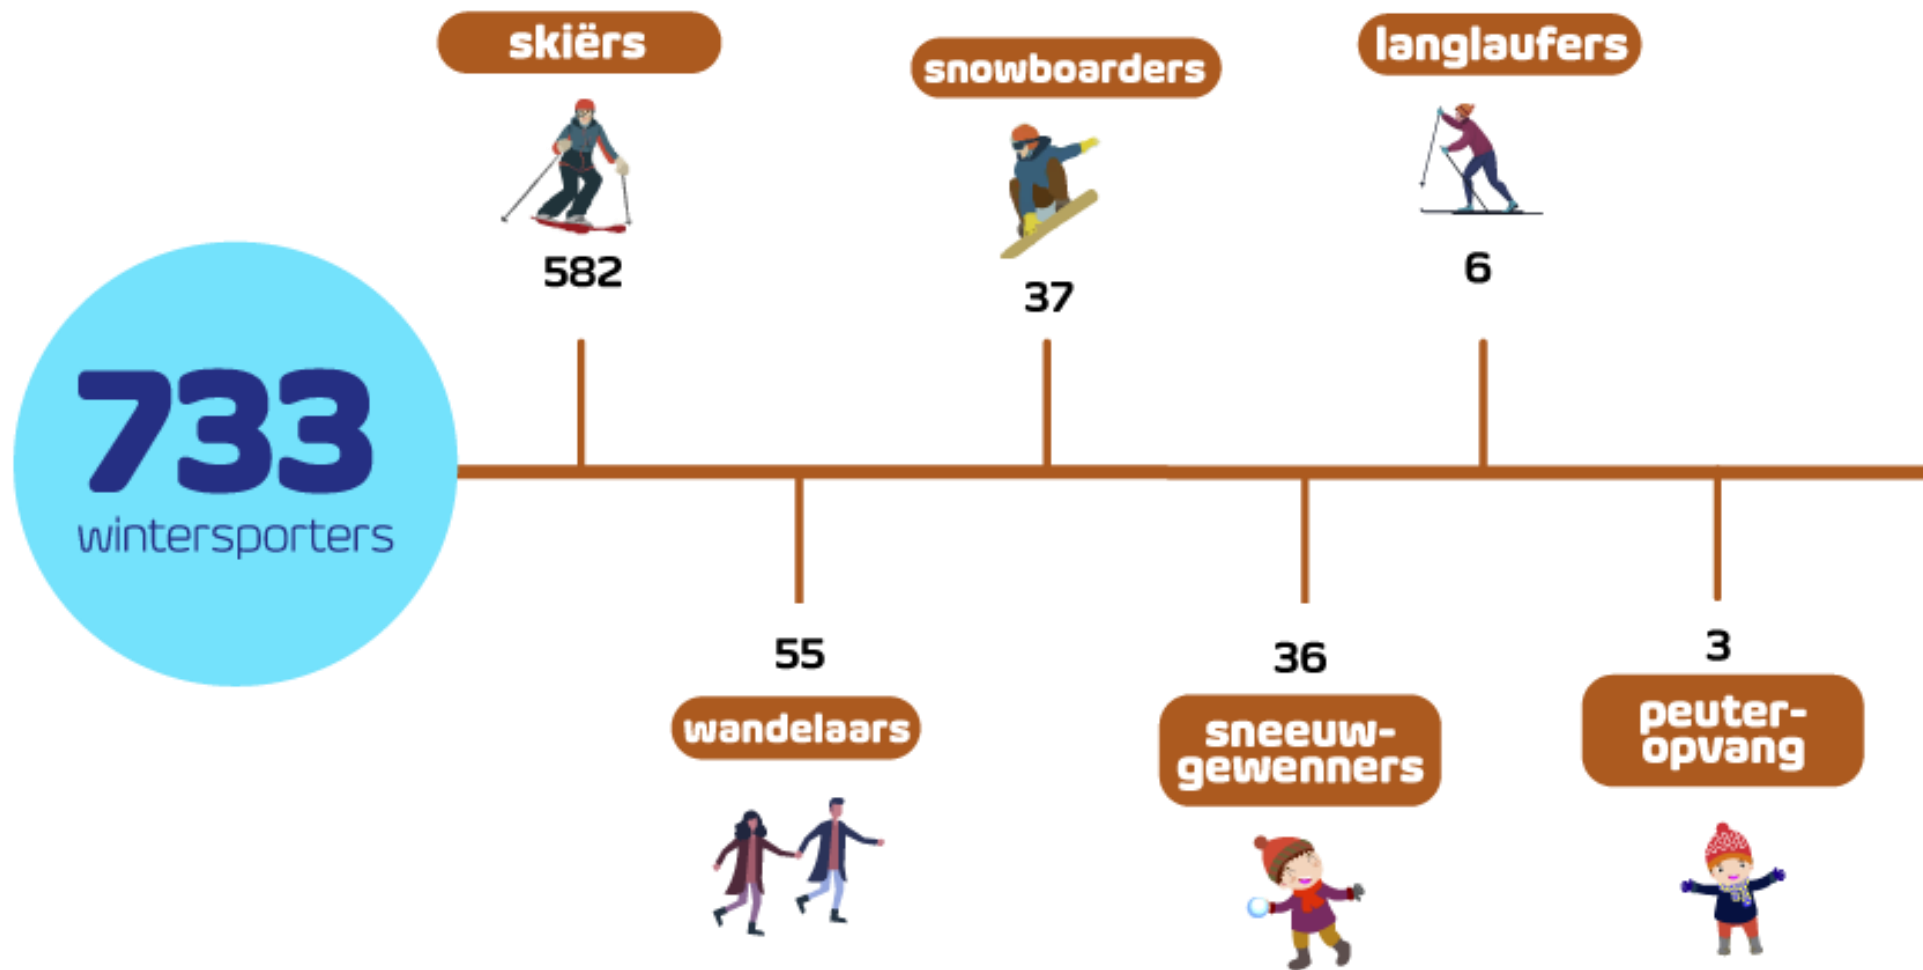 skiërs
582
snowboarders
37
langlaufers
6
733
wintersporters
55
wandelaars
36
sneeuw-
gewenners
3
peuter-
opvang